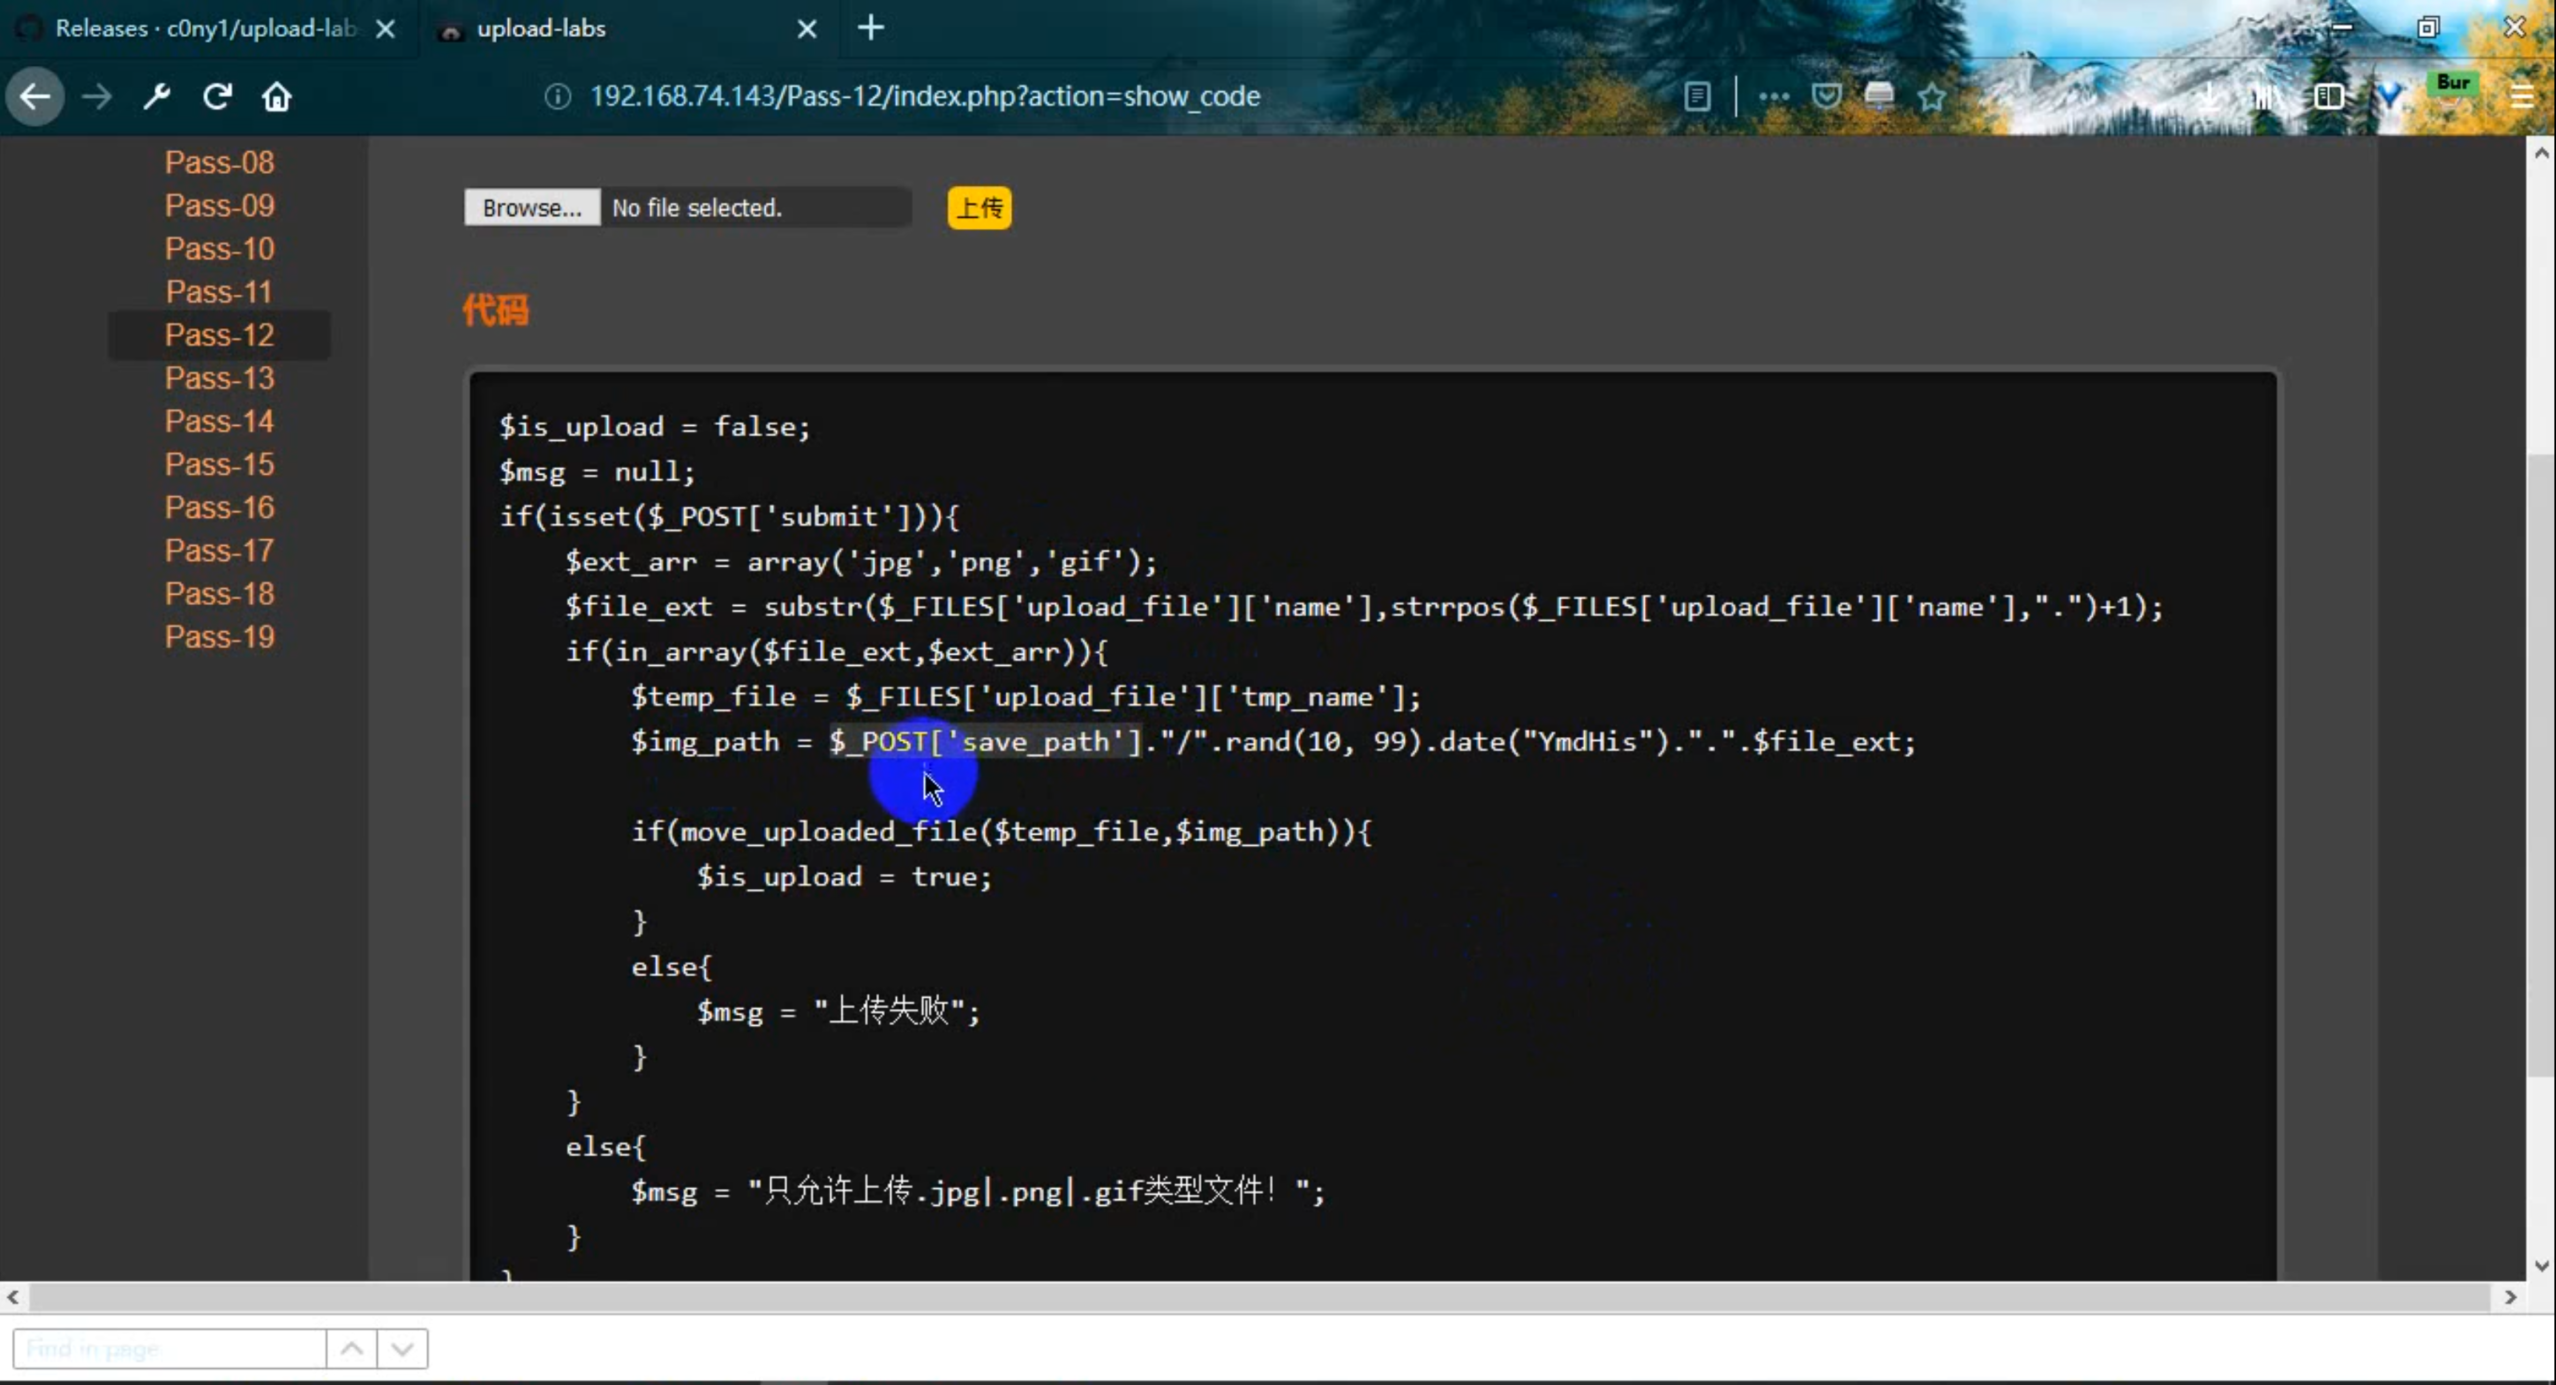 Releases · c0ny1/upload-lab
upload-labs
192.168.74.143/Pass-12/index.php?action=show_code
Bur
Pass-08
Pass-09
Pass-10
Pass-11
Pass-12
Pass-13
Pass-14
Pass-15
Pass-16
Pass-17
Pass-18
Pass-19
Browse... No file selected. 上传
代码
$is_upload = false;
$msg = null;
if(isset($_POST['submit'])){
    $ext_arr = array('jpg','png','gif');
    $file_ext = substr($_FILES['upload_file']['name'],strrpos($_FILES['upload_file']['name'],".")+1);
    if(in_array($file_ext,$ext_arr)){
        $temp_file = $_FILES['upload_file']['tmp_name'];
        $img_path = $_POST['save_path']."/".rand(10, 99).date("YmdHis").".".$file_ext;
        if(move_uploaded_file($temp_file,$img_path)){
            $is_upload = true;
        }
        else{
            $msg = "上传失败";
        }
    }
    else{
        $msg = "只允许上传.jpg|.png|.gif类型文件！";
    }
}
Find in page